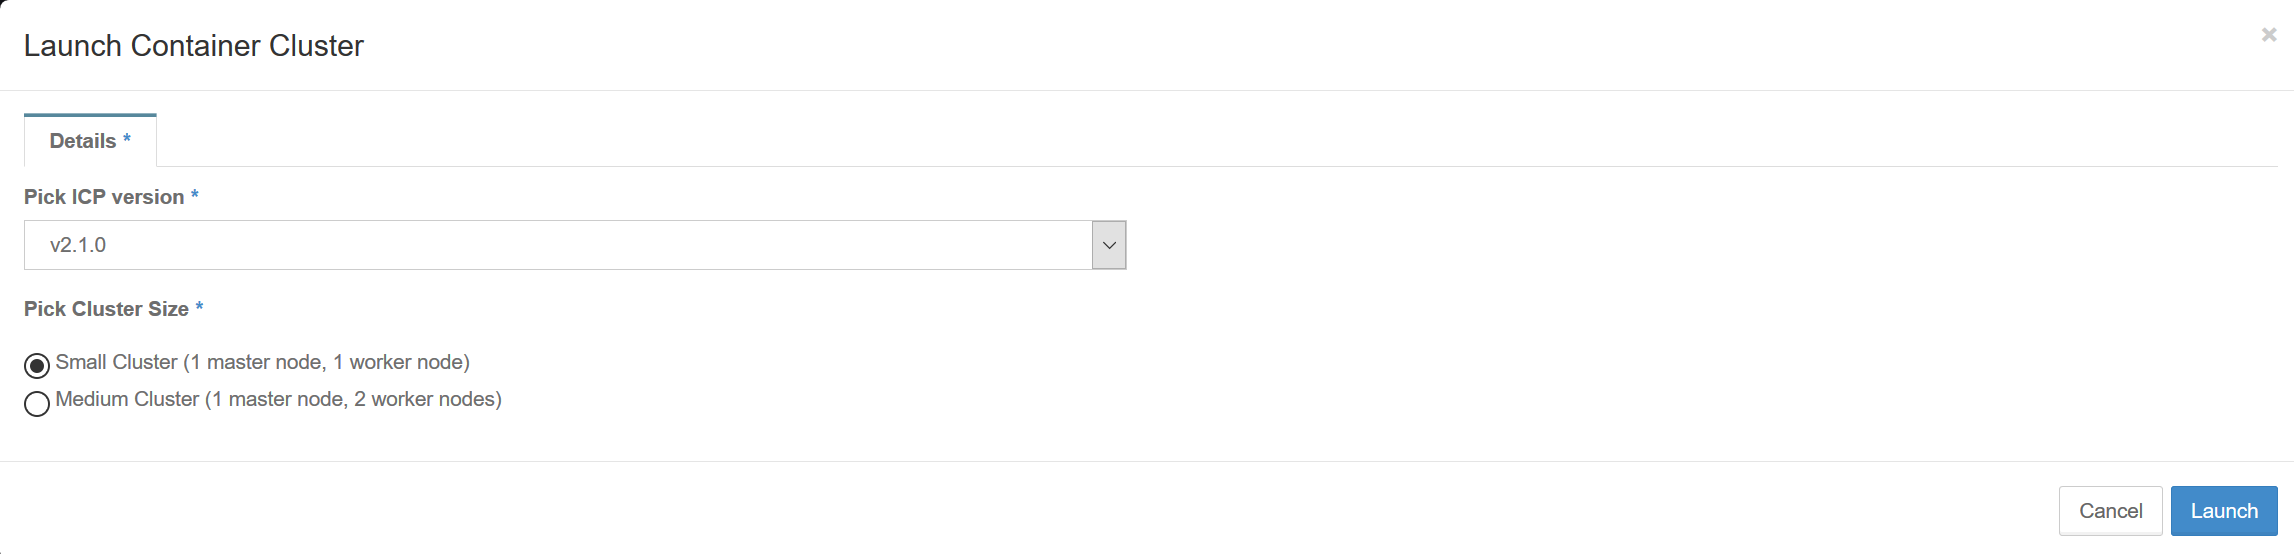 Launch Container Cluster
×
Details *
Pick ICP version *
v2.1.0
Pick Cluster Size *
Small Cluster (1 master node, 1 worker node)
Medium Cluster (1 master node, 2 worker nodes)
Cancel Launch